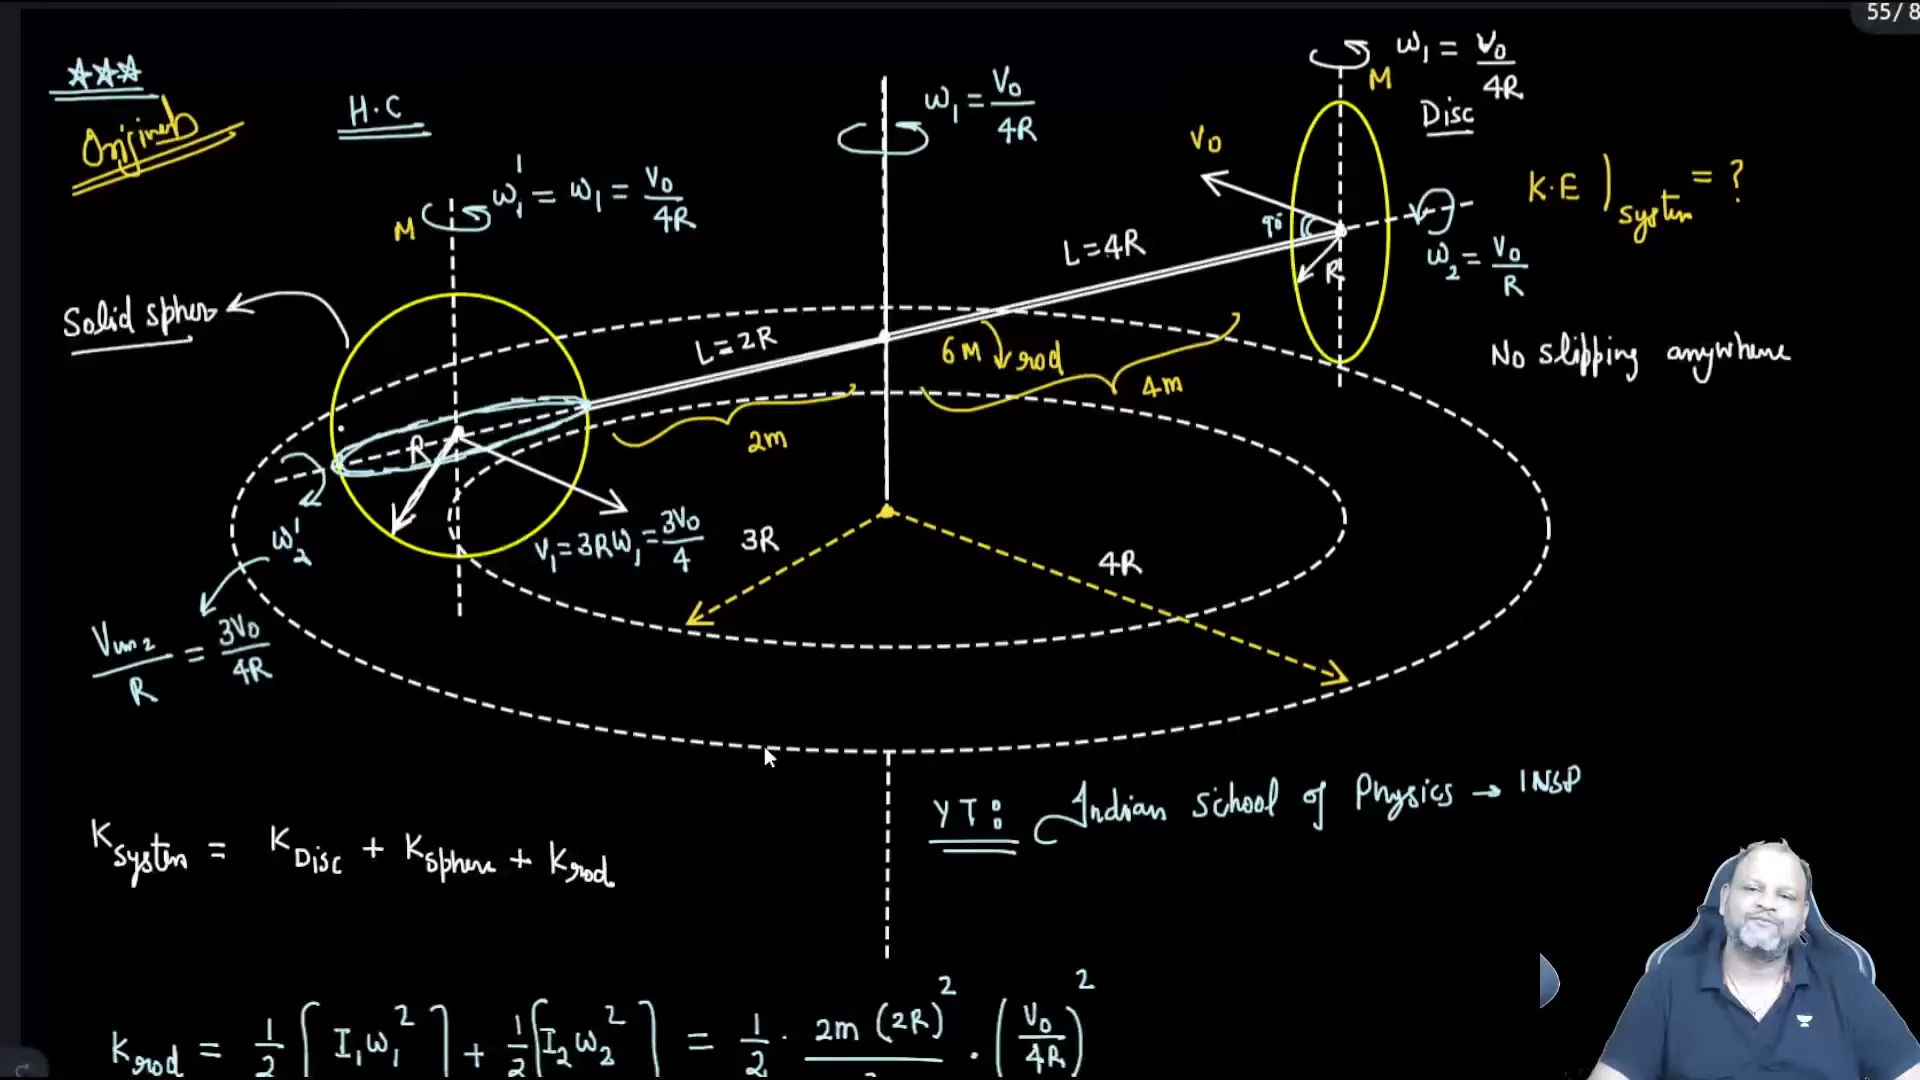 55/8
☆☆☆
Original
H.C
M
ω₁' = ω₁ = V₀/4R
ω₁ = V₀/4R
ω₁ = V₀/4R
M
Disc
V₀
90°
R
K.E)system = ?
ω₂ = V₀/R
No slipping anywhere
Solid sphere
L=2R
L=4R
6M rod
4m
2m
R
ω₂'
V₁ = 3Rω₁ = 3V₀/4
3R
4R
/R = 3V₀/4R
YT: Indian School of Physics → INSP
Ksystem = KDisc + Ksphere + Krod
Krod = 1/2 [I₁ω₁²] + 1/2 [I₂ω₂²] = 1/2 · 2m(2R)² · (V₀/4R)²